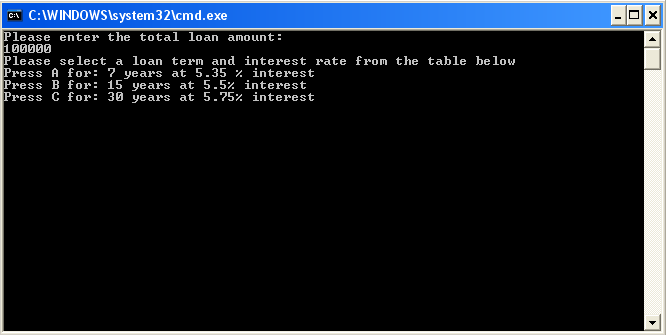 C:\WINDOWS\system32\cmd.exe
Please enter the total loan amount:
100000
Please select a loan term and interest rate from the table below
Press A for: 7 years at 5.35 % interest
Press B for: 15 years at 5.5% interest
Press C for: 30 years at 5.75% interest